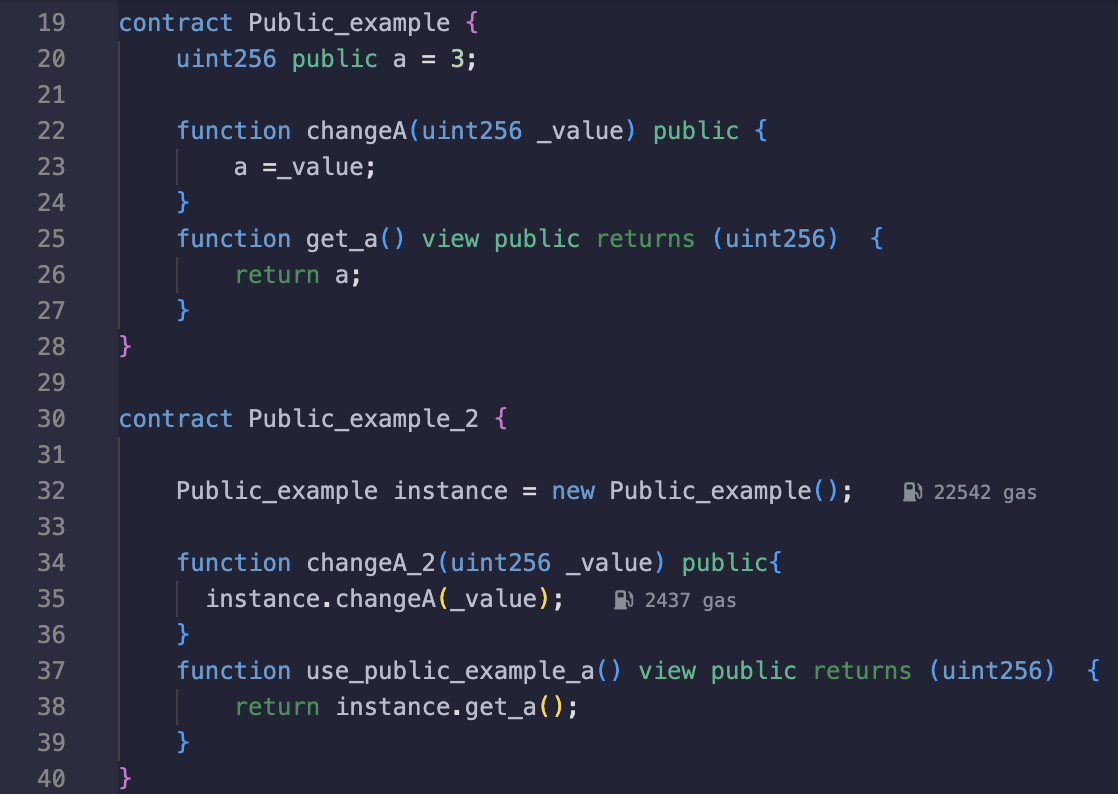 19 contract Public_example {
20 uint256 public a = 3;
21
22 function changeA(uint256 _value) public {
23 a =_value;
24 }
25 function get_a() view public returns (uint256)  {
26 return a;
27 }
28 }
29
30 contract Public_example_2 {
31
32 Public_example instance = new Public_example(); 22542 gas
33
34 function changeA_2(uint256 _value) public{
35 instance.changeA(_value); 2437 gas
36 }
37 function use_public_example_a() view public returns (uint256)  {
38 return instance.get_a();
39 }
40 }